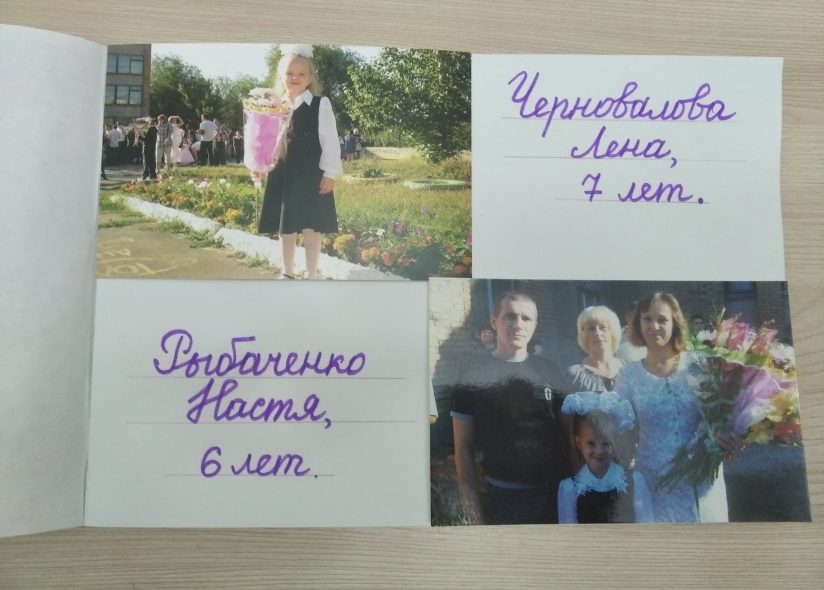 Черновалова
Лена,
7 лет.
Рыбаченко
Настя,
6 лет.